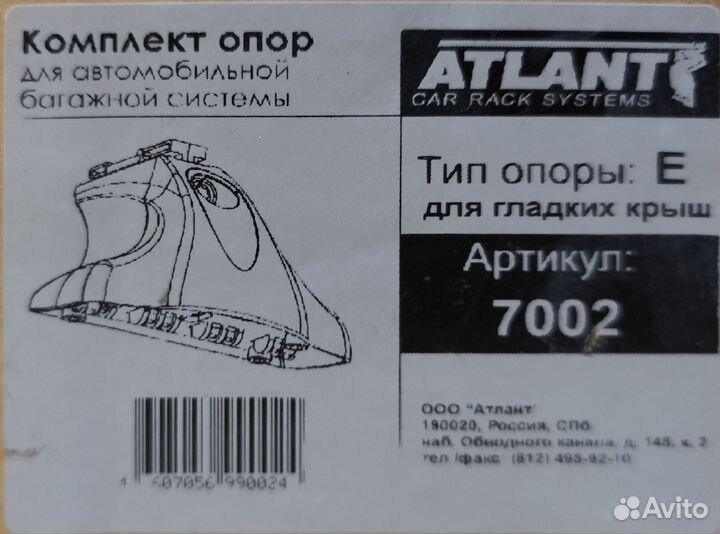 Комплект опор
для автомобильной
багажной системы
ATLANT
CAR RACK SYSTEMS
Тип опоры: E
для гладких крыш
Артикул:
7002
ООО "Атлант"
190020, Россия, СПб
наб. Обводного канала, д. 148, к. 2
тел /факс (812) 495-92-10
4 607056 990024
Avito